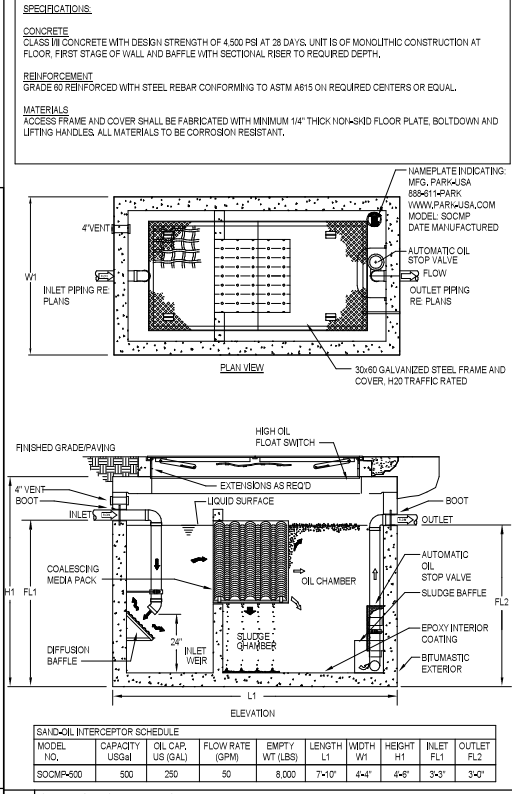 SPECIFICATIONS:
CONCRETE
CLASS I/II CONCRETE WITH DESIGN STRENGTH OF 4,500 PSI AT 28 DAYS. UNIT IS OF MONOLITHIC CONSTRUCTION AT
FLOOR, FIRST STAGE OF WALL AND BAFFLE WITH SECTIONAL RISER TO REQUIRED DEPTH.
REINFORCEMENT
GRADE 60 REINFORCED WITH STEEL REBAR CONFORMING TO ASTM A615 ON REQUIRED CENTERS OR EQUAL.
MATERIALS
ACCESS FRAME AND COVER SHALL BE FABRICATED WITH MINIMUM 1/4" THICK NON-SKID FLOOR PLATE, BOLTDOWN AND
LIFTING HANDLES. ALL MATERIALS TO BE CORROSION RESISTANT.
NAMEPLATE INDICATING:
MFG. PARK-USA
888-611-PARK
WWW.PARK-USA.COM
MODEL: SOCMP
DATE MANUFACTURED
4"VENT
AUTOMATIC OIL
STOP VALVE
W1
FLOW
INLET PIPING RE:
PLANS
OUTLET PIPING
RE: PLANS
PLAN VIEW
30x60 GALVANIZED STEEL FRAME AND
COVER, H20 TRAFFIC RATED
HIGH OIL
FLOAT SWITCH
FINISHED GRADE/PAVING
EXTENSIONS AS REQ'D
4" VENT
BOOT
LIQUID SURFACE
BOOT
INLET
OUTLET
COALESCING
MEDIA PACK
OIL CHAMBER
AUTOMATIC
OIL
STOP VALVE
H1
FL1
FL2
SLUDGE BAFFLE
24"
INLET
WEIR
SLUDGE
CHAMBER
EPOXY INTERIOR
COATING
DIFFUSION
BAFFLE
BITUMASTIC
EXTERIOR
L1
ELEVATION
SAND-OIL INTERCEPTOR SCHEDULE
MODEL NO. CAPACITY USGal OIL CAP. US (GAL) FLOW RATE (GPM) EMPTY WT (LBS) LENGTH L1 WIDTH W1 HEIGHT H1 INLET FL1 OUTLET FL2
SOCMP-500 500 250 50 8,000 7'-10" 4'-4" 4'-6" 3'-3" 3'-0"